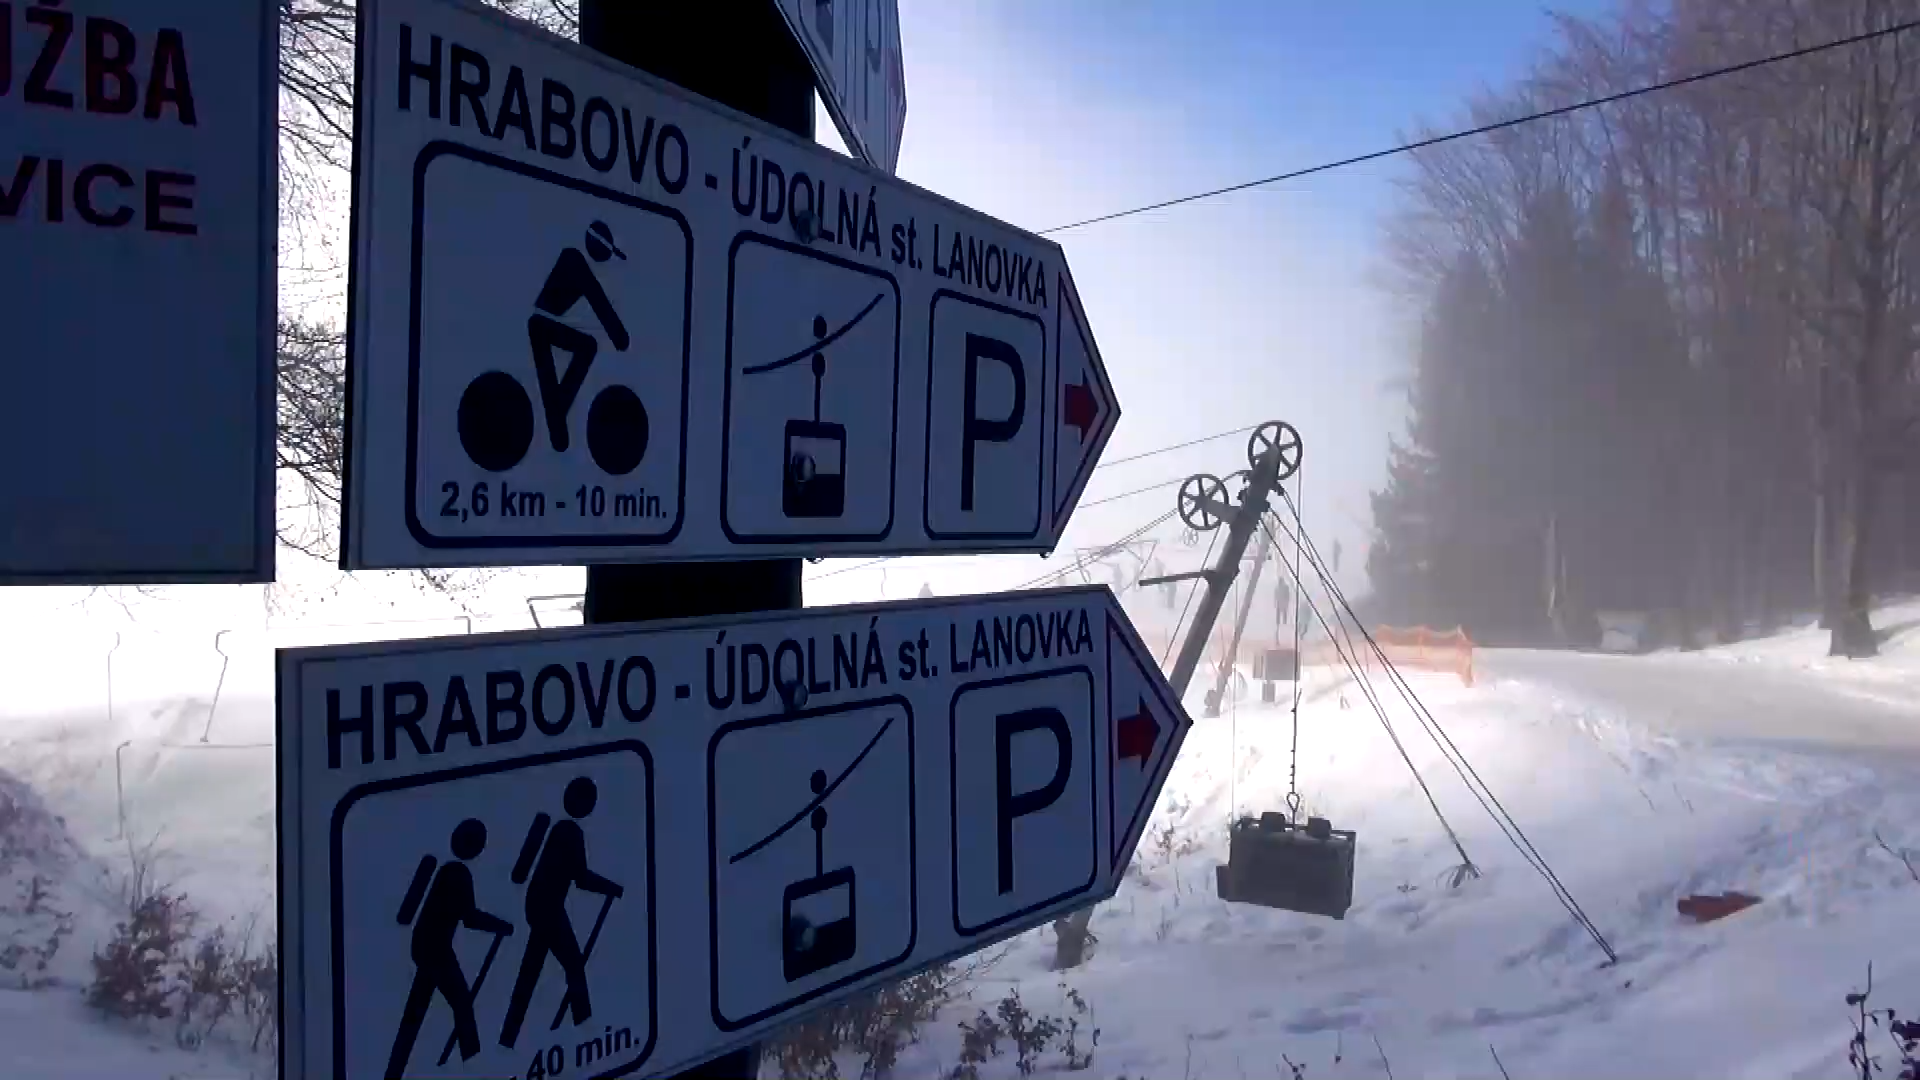 ŽBA
VICE
HRABOVO - ÚDOLNÁ st. LANOVKA
P
2,6 km - 10 min.
HRABOVO - ÚDOLNÁ st. LANOVKA
P
40 min.